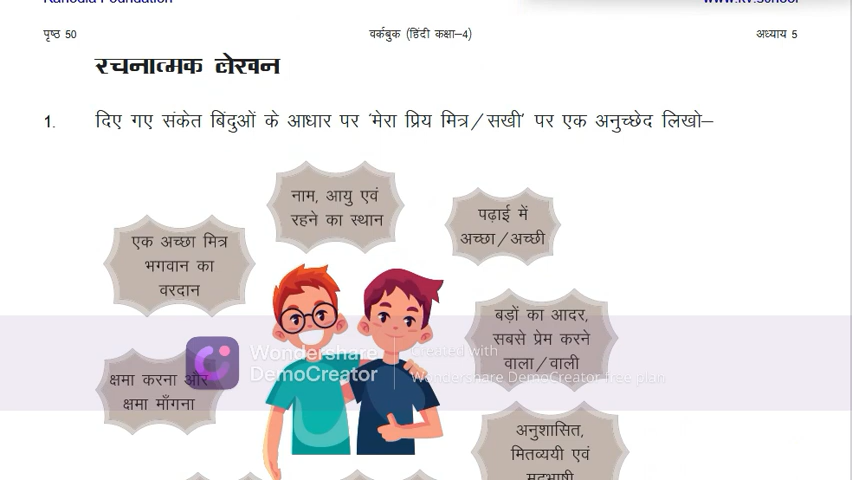 Kanodia Foundation
www.kv.school
पृष्ठ 50
वर्कबुक (हिंदी कक्षा–4)
अध्याय 5
रचनात्मक लेखन
1. दिए गए संकेत बिंदुओं के आधार पर ‘मेरा प्रिय मित्र/सखी’ पर एक अनुच्छेद लिखो–
नाम, आयु एवं
रहने का स्थान
पढ़ाई में
अच्छा/अच्छी
एक अच्छा मित्र
भगवान का
वरदान
बड़ों का आदर,
सबसे प्रेम करने
वाला/वाली
Wondershare
DemoCreator
Created with
Wondershare DemoCreator free plan
क्षमा करना और
क्षमा माँगना
अनुशासित,
मितव्ययी एवं
मृदुभाषी